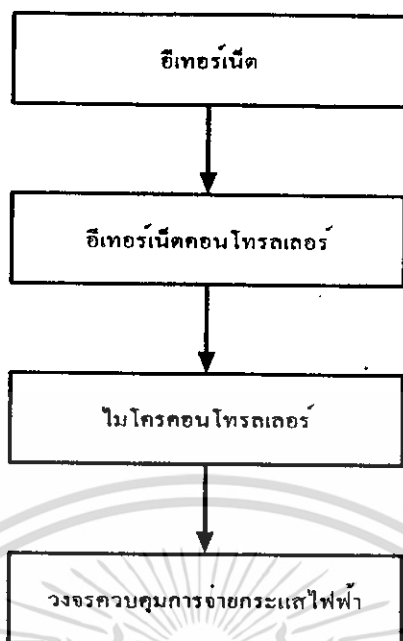 อีเทอร์เน็ต
อีเทอร์เน็ตคอนโทรลเลอร์
ไมโครคอนโทรลเลอร์
วงจรควบคุมการจ่ายกระแสไฟฟ้า